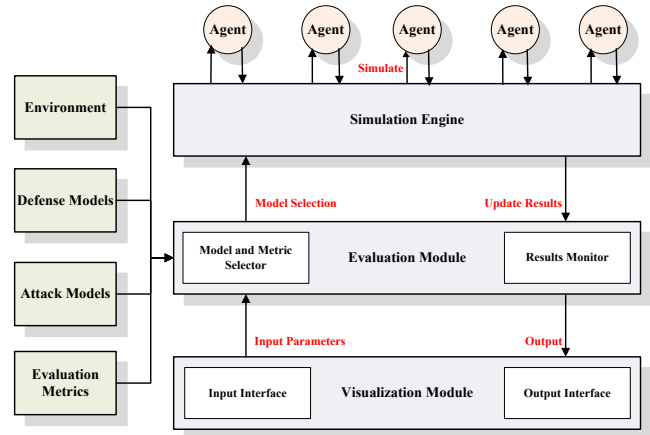 Agent
Agent
Agent
Agent
Agent
Simulate
Environment
Simulation Engine
Defense Models
Model Selection
Update Results
Model and Metric
Selector
Evaluation Module
Results Monitor
Attack Models
Input Parameters
Output
Evaluation
Metrics
Input Interface
Visualization Module
Output Interface